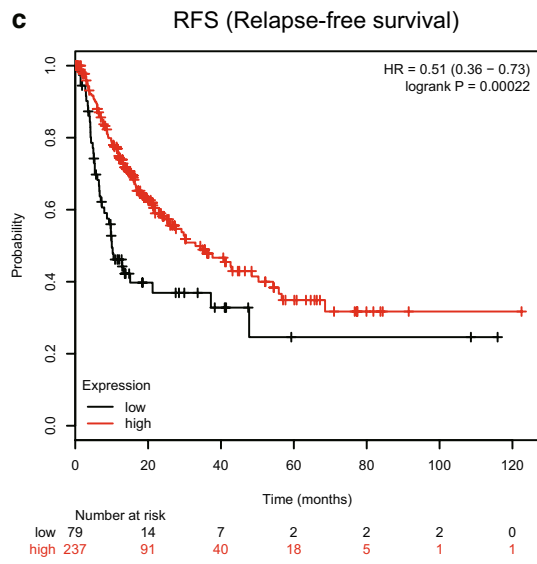 c
RFS (Relapse-free survival)
HR = 0.51 (0.36 − 0.73)
logrank P = 0.00022
1.0
0.8
0.6
0.4
0.2
0.0
Probability
Expression
low
high
0 20 40 60 80 100 120
Time (months)
Number at risk
low 79 14 7 2 2 2 0
high 237 91 40 18 5 1 1